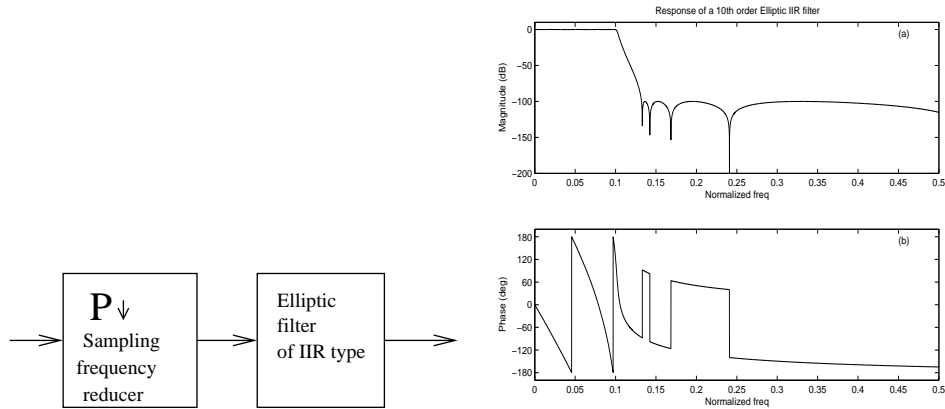 P↓
Sampling
frequency
reducer
Elliptic
filter
of IIR type
Response of a 10th order Elliptic IIR filter
(a)
Magnitude (dB)
0
−50
−100
−150
−200
0 0.05 0.1 0.15 0.2 0.25 0.3 0.35 0.4 0.45 0.5
Normalized freq
(b)
Phase (deg)
180
120
60
0
−60
−120
−180
0 0.05 0.1 0.15 0.2 0.25 0.3 0.35 0.4 0.45 0.5
Normalized freq